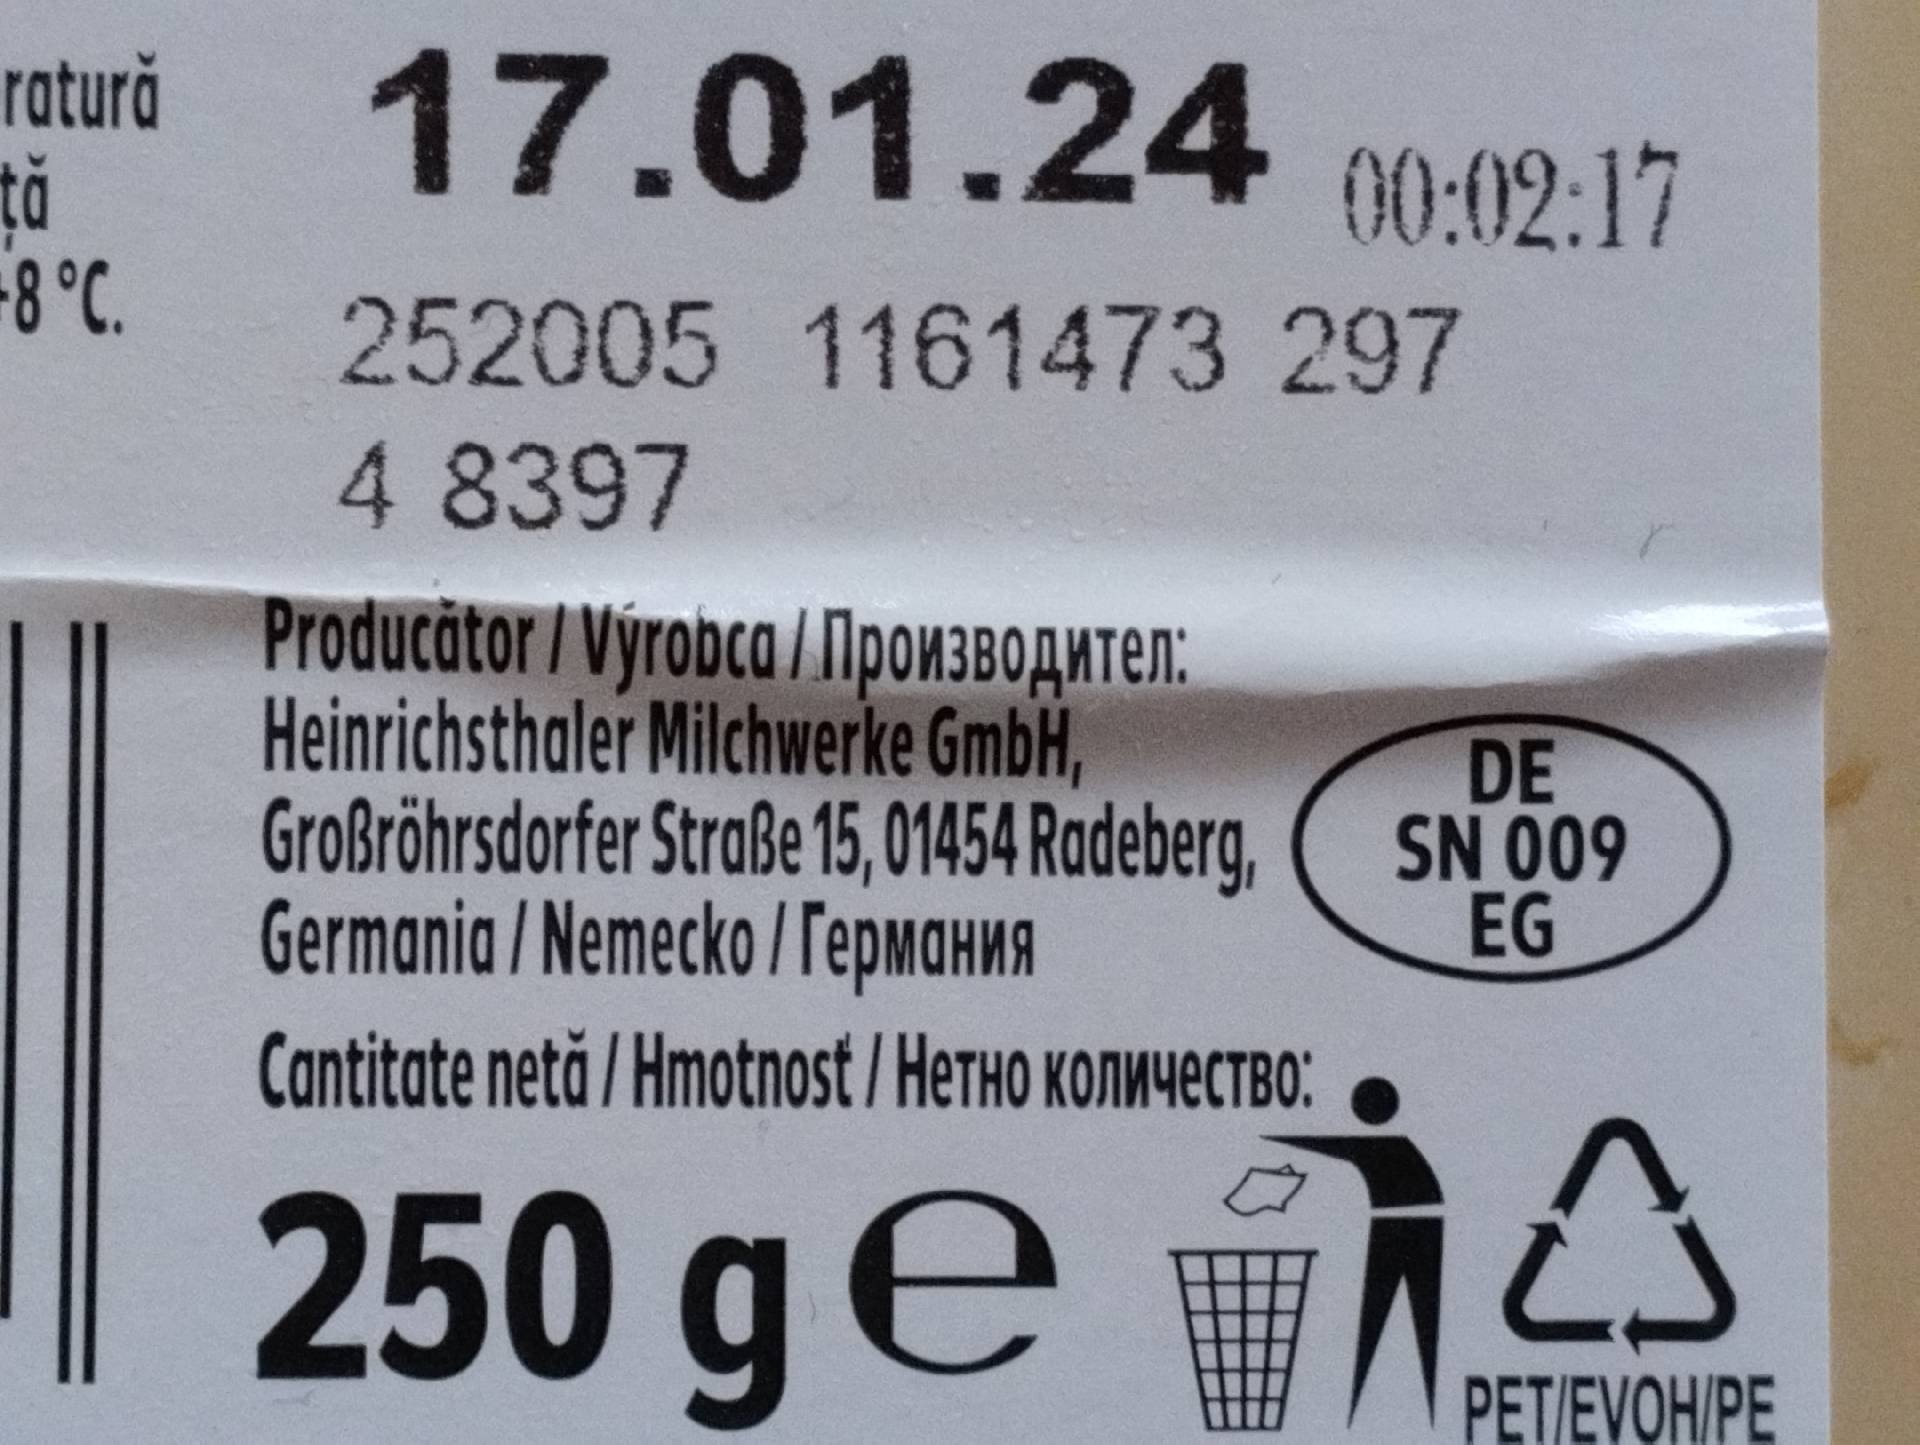 ratură
ță
+8 °C.
17.01.24
00:02:17
252005 1161473 297
4 8397
Producător / Výrobca / Производител:
Heinrichsthaler Milchwerke GmbH,
Großröhrsdorfer Straße 15, 01454 Radeberg,
Germania / Nemecko / Германия
DE
SN 009
EG
Cantitate netă / Hmotnosť / Нетно количество:
250 g e
PET/EVOH/PE